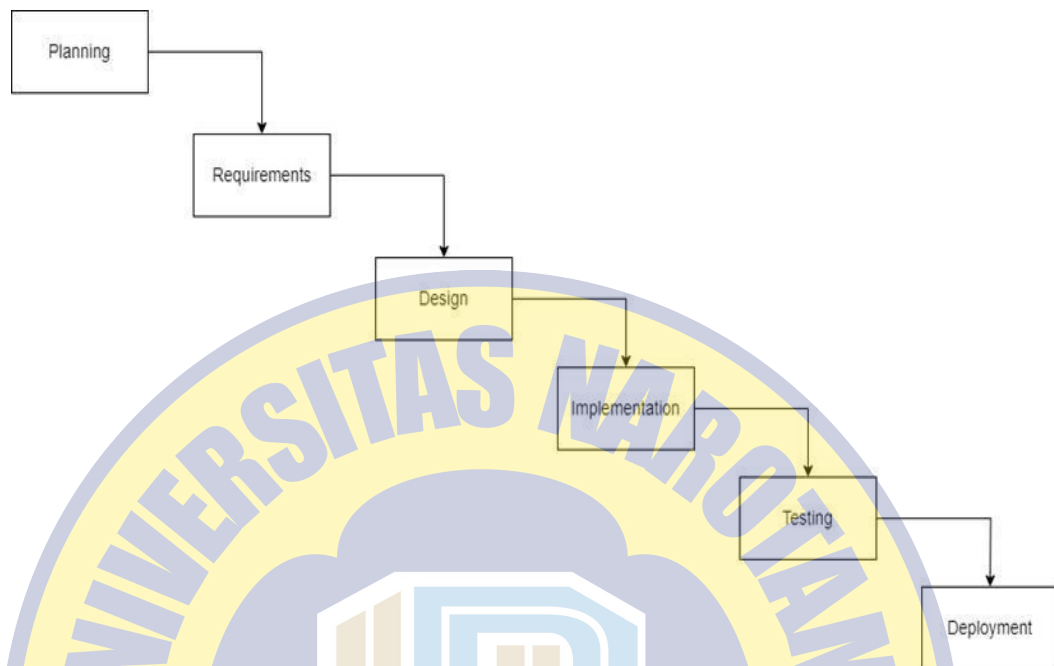 Planning
Requirements
Design
Implementation
Testing
Deployment
UNIVERSITAS NAROTAMA